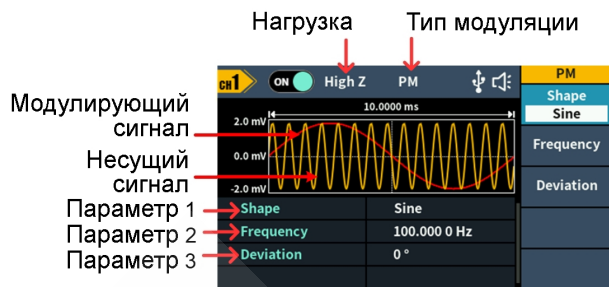 Нагрузка Тип модуляции
CH1 ON High Z PM PM
Shape
Sine
10.0000 ms
Модулирующий
сигнал
2.0 mV
Frequency
0.0 mV
Несущий
сигнал
-2.0 mV
Deviation
Параметр 1 Shape Sine
Параметр 2 Frequency 100.000 0 Hz
Параметр 3 Deviation 0 °